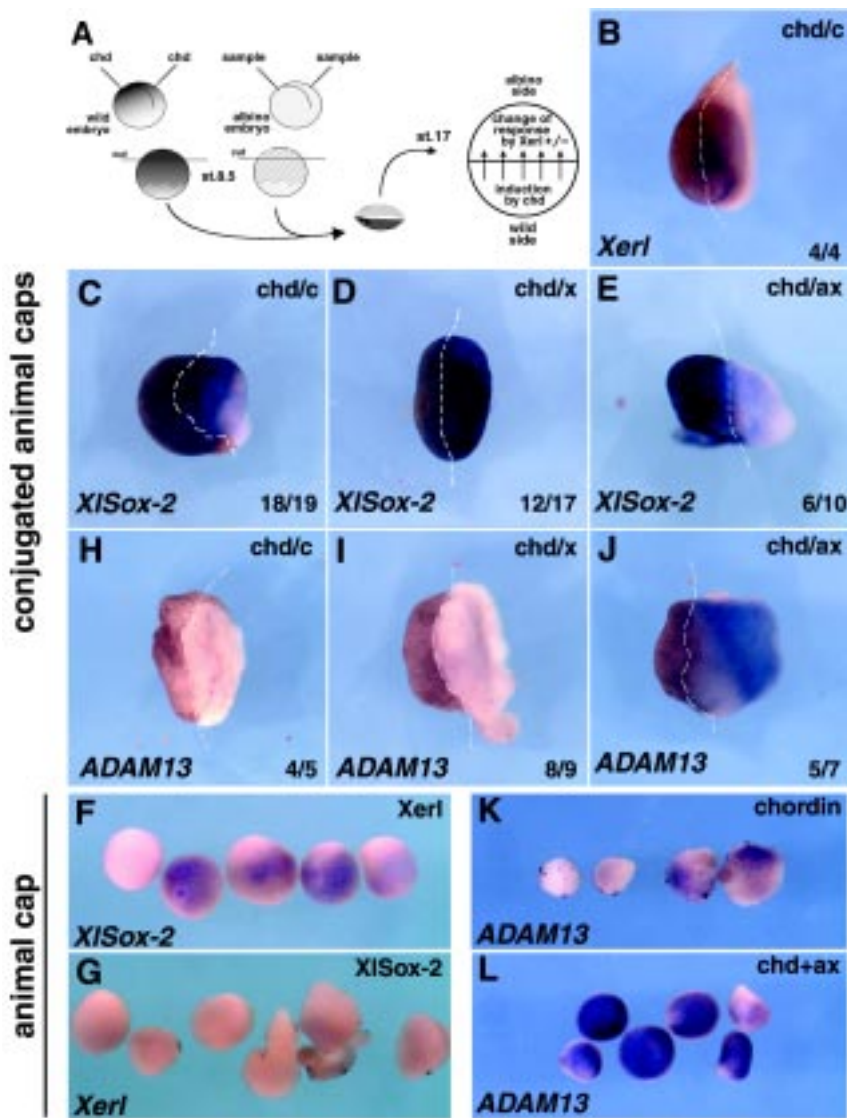 A
chd chd sample sample
wild embryo
albino embryo
cut cut
st.8.5
st.17
albino side
change of response by Xerl +/–
induction by chd
wild side
B chd/c
Xerl 4/4
conjugated animal caps
C chd/c
XlSox-2 18/19
D chd/x
XlSox-2 12/17
E chd/ax
XlSox-2 6/10
H chd/c
ADAM13 4/5
I chd/x
ADAM13 8/9
J chd/ax
ADAM13 5/7
animal cap
F Xerl
XlSox-2
G XlSox-2
Xerl
K chordin
ADAM13
L chd+ax
ADAM13